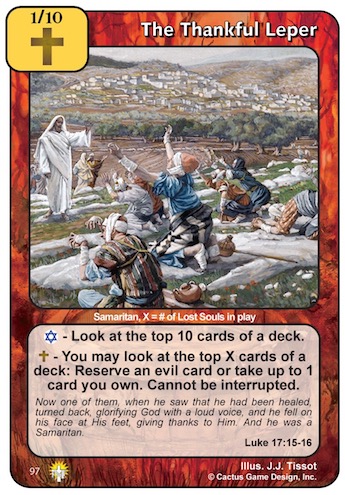 1/10
The Thankful Leper
Samaritan, X = # of Lost Souls in play
- Look at the top 10 cards of a deck.
- You may look at the top X cards of a
deck: Reserve an evil card or take up to 1
card you own. Cannot be interrupted.
Now one of them, when he saw that he had been healed,
turned back, glorifying God with a loud voice, and he fell on
his face at His feet, giving thanks to Him. And he was a
Samaritan.
Luke 17:15-16
97
Illus. J.J. Tissot
© Cactus Game Design, Inc.